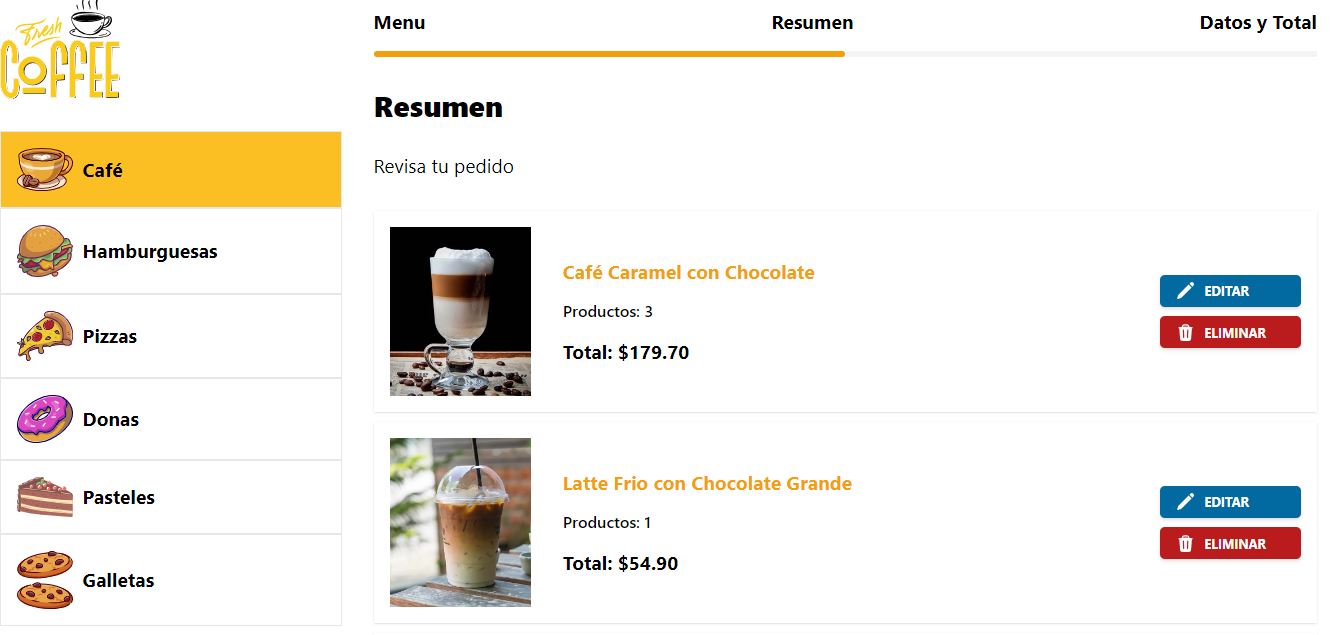 Fresh
COFFEE
Café
Hamburguesas
Pizzas
Donas
Pasteles
Galletas
Menu
Resumen
Datos y Total
Resumen
Revisa tu pedido
Café Caramel con Chocolate
Productos: 3
Total: $179.70
EDITAR
ELIMINAR
Latte Frio con Chocolate Grande
Productos: 1
Total: $54.90
EDITAR
ELIMINAR